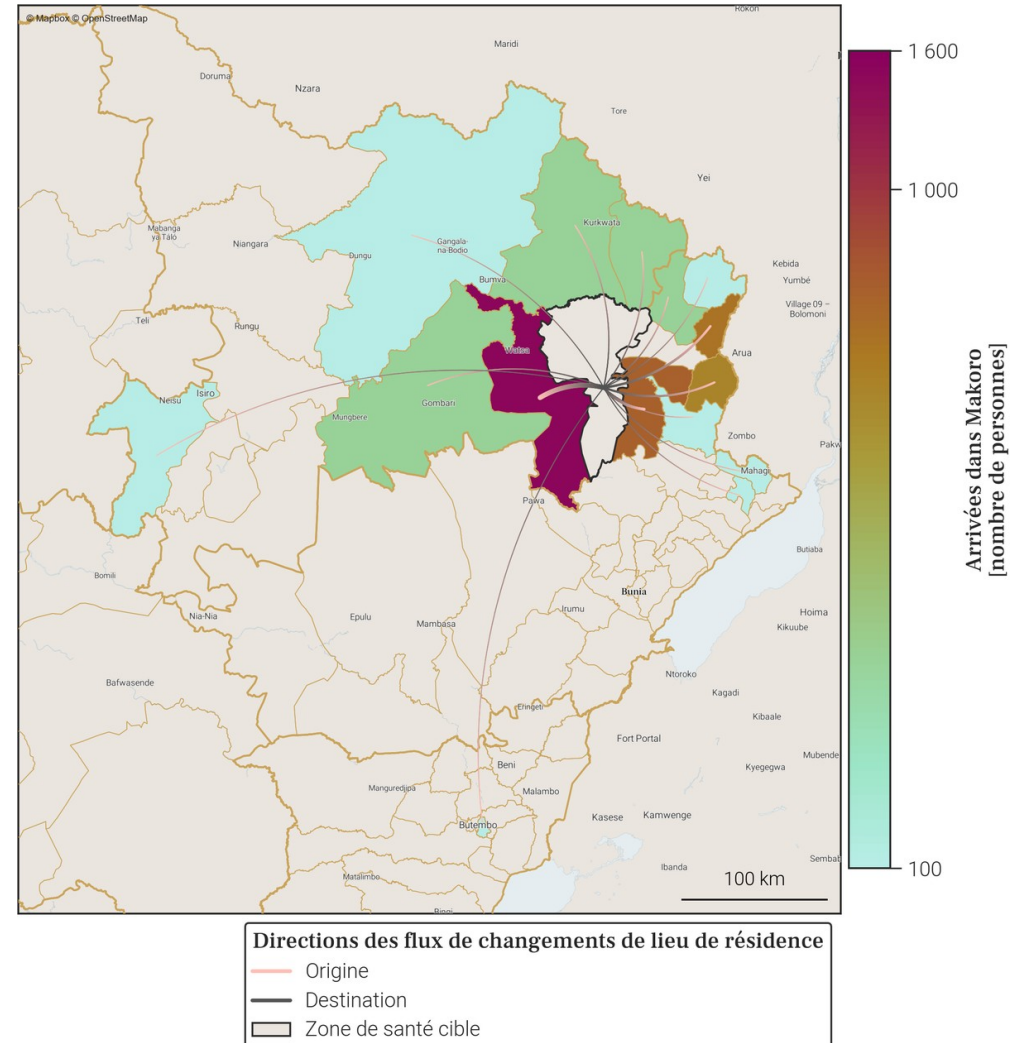 Rokon
© Mapbox © OpenStreetMap
Maridi
1 600
Doruma
Nzara
Tore
Yei
1 000
Kurkwata
Mabanga
ya Talo
Niangara
Gangala-
na-Bodio
Dungu
Kebida
Bumva
Yumbé
Village 09 –
Bolomoni
Teli
Rungu
Watsa
Arua
Isiro
Neisu
Gombari
Mungbere
Zombo
Pakw
Mahagi
Pawa
Arrivées dans Makoro
[nombre de personnes]
Butiaba
Bomili
Bunia
Nia-Nia
Epulu
Mambasa
Irumu
Hoima
Kikuube
Ntoroko
Bafwasende
Kagadi
Eringeti
Kibaale
Fort Portal
Mubende
Beni
Kyegegwa
Manguredjipa
Malambo
Butembo
Kasese
Kamwenge
Sembab
Ibanda
100
Matalimbo
100 km
Bingi
Directions des flux de changements de lieu de résidence
Origine
Destination
Zone de santé cible